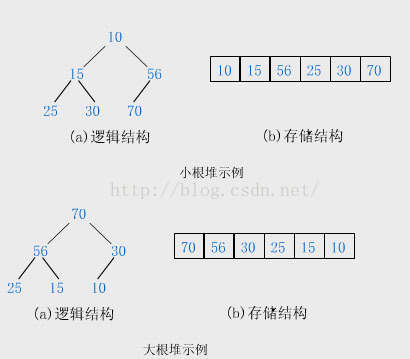 10
15 56
25 30 70
10 15 56 25 30 70
(a)逻辑结构 (b)存储结构
小根堆示例
http://blog.csdn.net/
70
56 30
25 15 10
70 56 30 25 15 10
(a)逻辑结构 (b)存储结构
大根堆示例